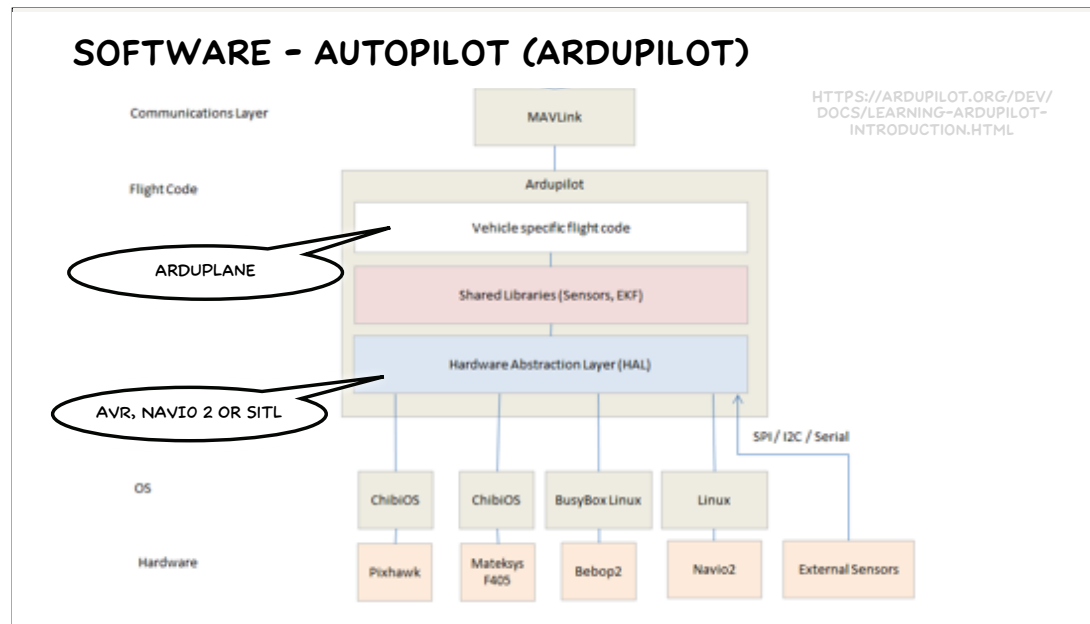 SOFTWARE - AUTOPILOT (ARDUPILOT)
HTTPS://ARDUPILOT.ORG/DEV/
DOCS/LEARNING-ARDUPILOT-
INTRODUCTION.HTML
Communications Layer
MAVLink
Flight Code
Ardupilot
Vehicle specific flight code
ARDUPLANE
Shared Libraries (Sensors, EKF)
Hardware Abstraction Layer (HAL)
AVR, NAVIO 2 OR SITL
SPI / I2C / Serial
OS
ChibiOS
ChibiOS
BusyBox Linux
Linux
Hardware
Pixhawk
Mateksys
F405
Bebop2
Navio2
External Sensors